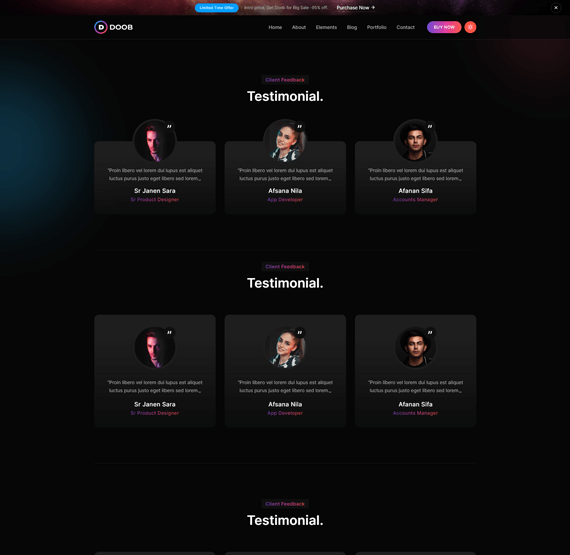 Limited Time Offer
Intro price. Get Doob for Big Sale -95% off.
Purchase Now
DOOB
Home
About
Elements
Blog
Portfolio
Contact
BUY NOW
Client Feedback
Testimonial.
"Proin libero vel lorem dui lupus est aliquet
luctus purus justo eget libero sed lorem.,
Sr Janen Sara
Sr Product Designer
"Proin libero vel lorem dui lupus est aliquet
luctus purus justo eget libero sed lorem.,
Afsana Nila
App Developer
"Proin libero vel lorem dui lupus est aliquet
luctus purus justo eget libero sed lorem.,
Afanan Sifa
Accounts Manager
Client Feedback
Testimonial.
"Proin libero vel lorem dui lupus est aliquet
luctus purus justo eget libero sed lorem.,
Sr Janen Sara
Sr Product Designer
"Proin libero vel lorem dui lupus est aliquet
luctus purus justo eget libero sed lorem.,
Afsana Nila
App Developer
"Proin libero vel lorem dui lupus est aliquet
luctus purus justo eget libero sed lorem.,
Afanan Sifa
Accounts Manager
Client Feedback
Testimonial.